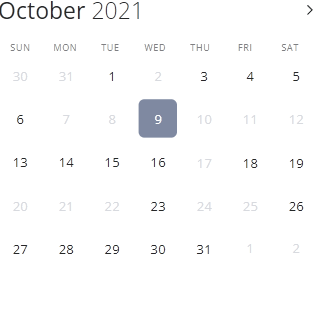 October 2021
SUN MON TUE WED THU FRI SAT
30 31 1 2 3 4 5
6 7 8 9 10 11 12
13 14 15 16 17 18 19
20 21 22 23 24 25 26
27 28 29 30 31 1 2